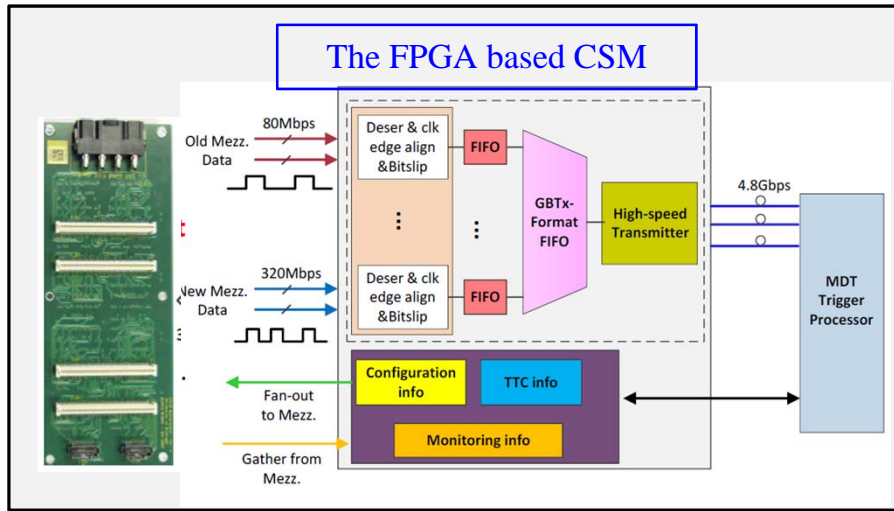 The FPGA based CSM
80Mbps
Old Mezz.
Data
Deser & clk
edge align
&Bitslip
FIFO
...
...
320Mbps
New Mezz.
Data
Deser & clk
edge align
&Bitslip
FIFO
GBTx-
Format
FIFO
High-speed
Transmitter
4.8Gbps
MDT
Trigger
Processor
Fan-out
to Mezz.
Configuration
info
TTC info
Monitoring info
Gather from
Mezz.